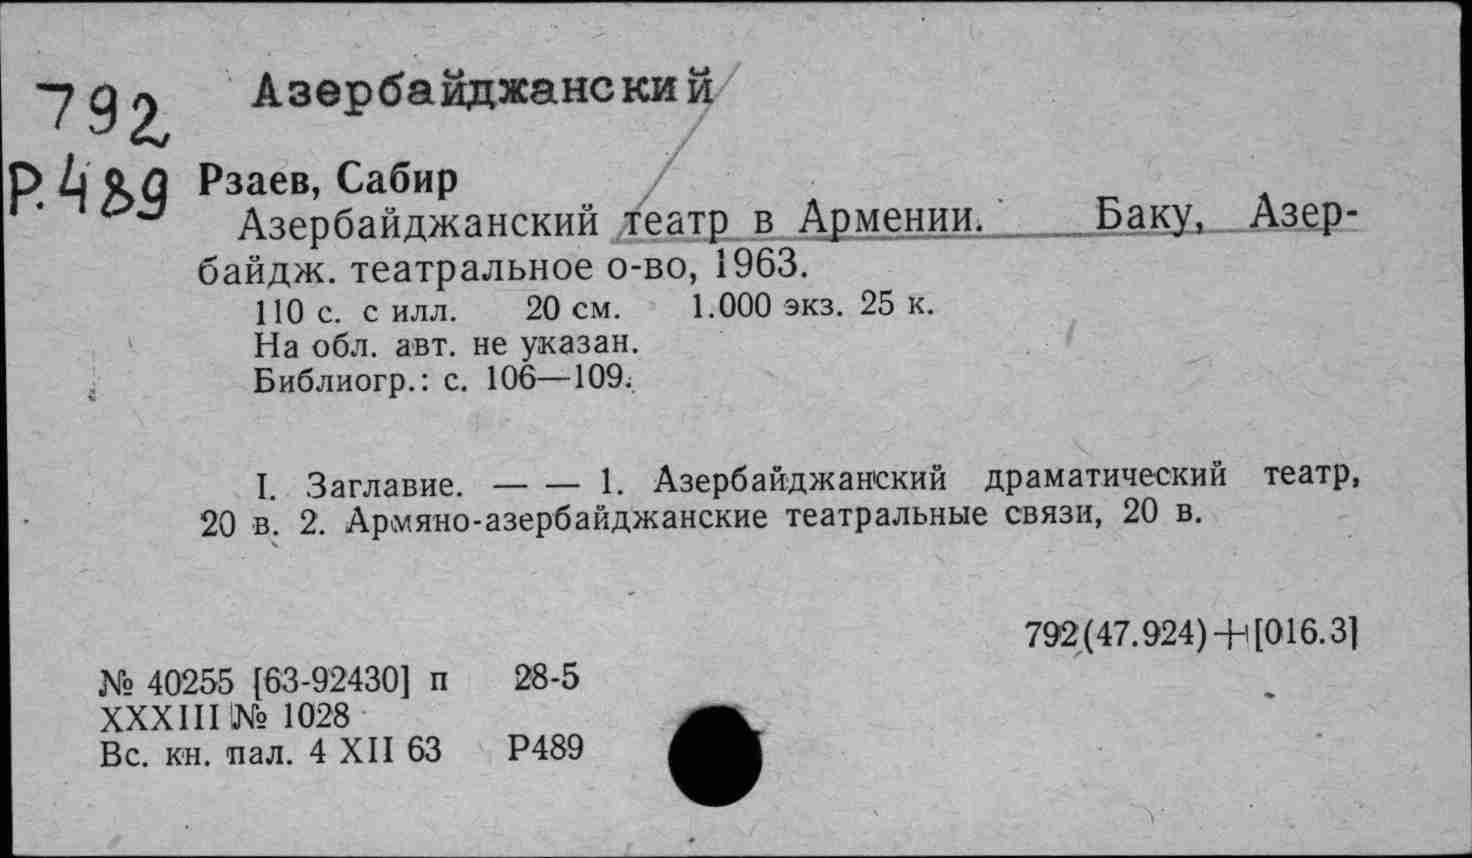 792
Азербайджанский
Р.489
Рзаев, Сабир
Азербайджанский театр в Армении. Баку, Азер-
байдж. театральное о-во, 1963.
110 с. с илл. 20 см. 1.000 экз. 25 к.
На обл. авт. не указан.
Библиогр.: с. 106—109.
I. Заглавие. — — 1. Азербайджанский драматический театр,
20 в. 2. Армяно-азербайджанские театральные связи, 20 в.
792(47.924)+[016.3]
№ 40255 [63-92430] п 28-5
XXXIII № 1028
Вс. кн. пал. 4 XII 63 Р489